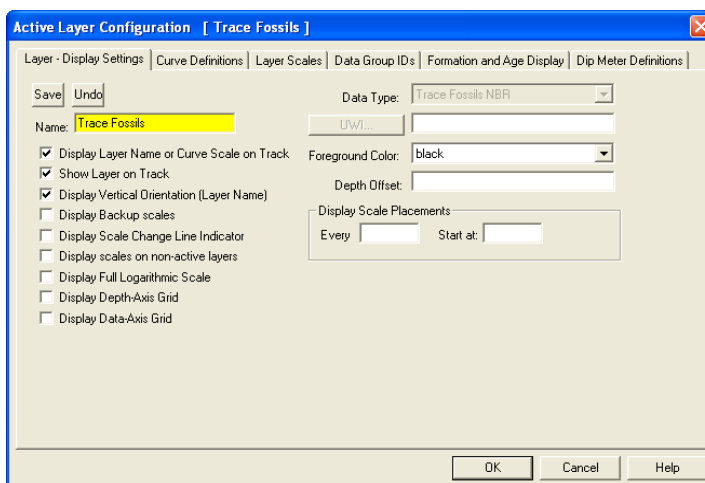 Active Layer Configuration [ Trace Fossils ]
Layer - Display Settings Curve Definitions Layer Scales Data Group IDs Formation and Age Display Dip Meter Definitions
Save Undo
Name: Trace Fossils
Display Layer Name or Curve Scale on Track
Show Layer on Track
Display Vertical Orientation (Layer Name)
Display Backup scales
Display Scale Change Line Indicator
Display scales on non-active layers
Display Full Logarithmic Scale
Display Depth-Axis Grid
Display Data-Axis Grid
Data Type: Trace Fossils NBR
UWI...
Foreground Color: black
Depth Offset:
Display Scale Placements
Every Start at:
OK Cancel Help